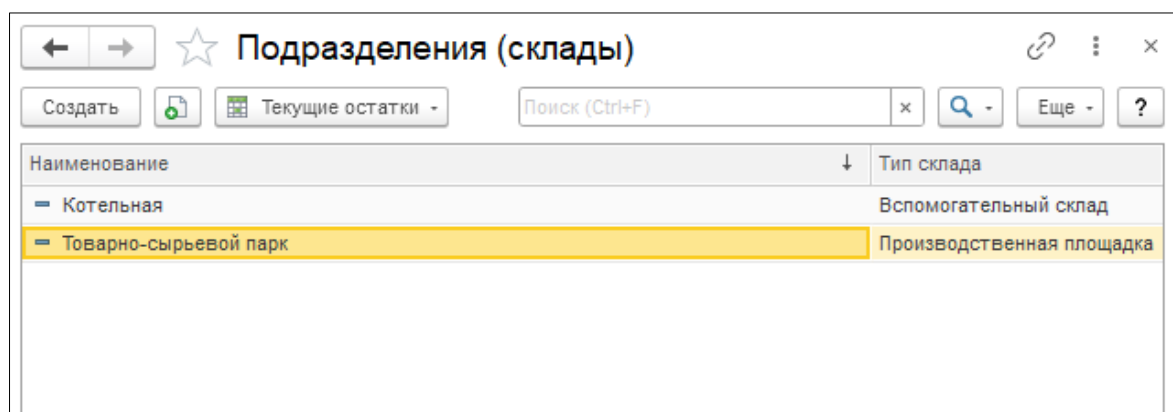 Подразделения (склады)
Создать Текущие остатки Поиск (Ctrl+F) Еще ?
Наименование Тип склада
Котельная Вспомогательный склад
Товарно-сырьевой парк Производственная площадка